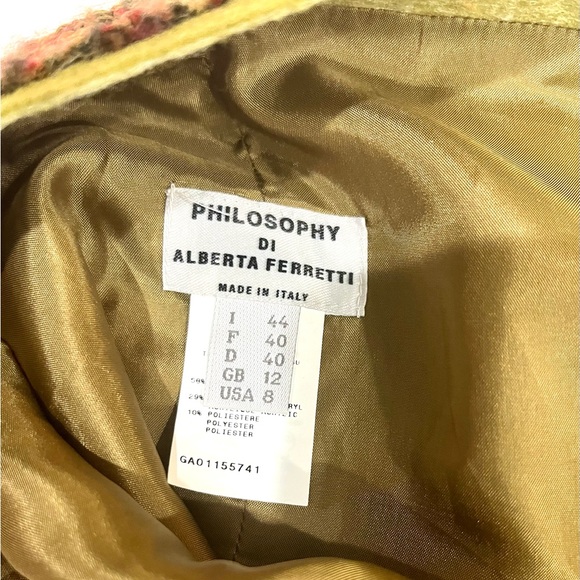 PHILOSOPHY
DI
ALBERTA FERRETTI
MADE IN ITALY
I 44
F 40
D 40
GB 12
USA 8
10% POLIESTERE
POLYESTER
POLIESTER
GA01155741